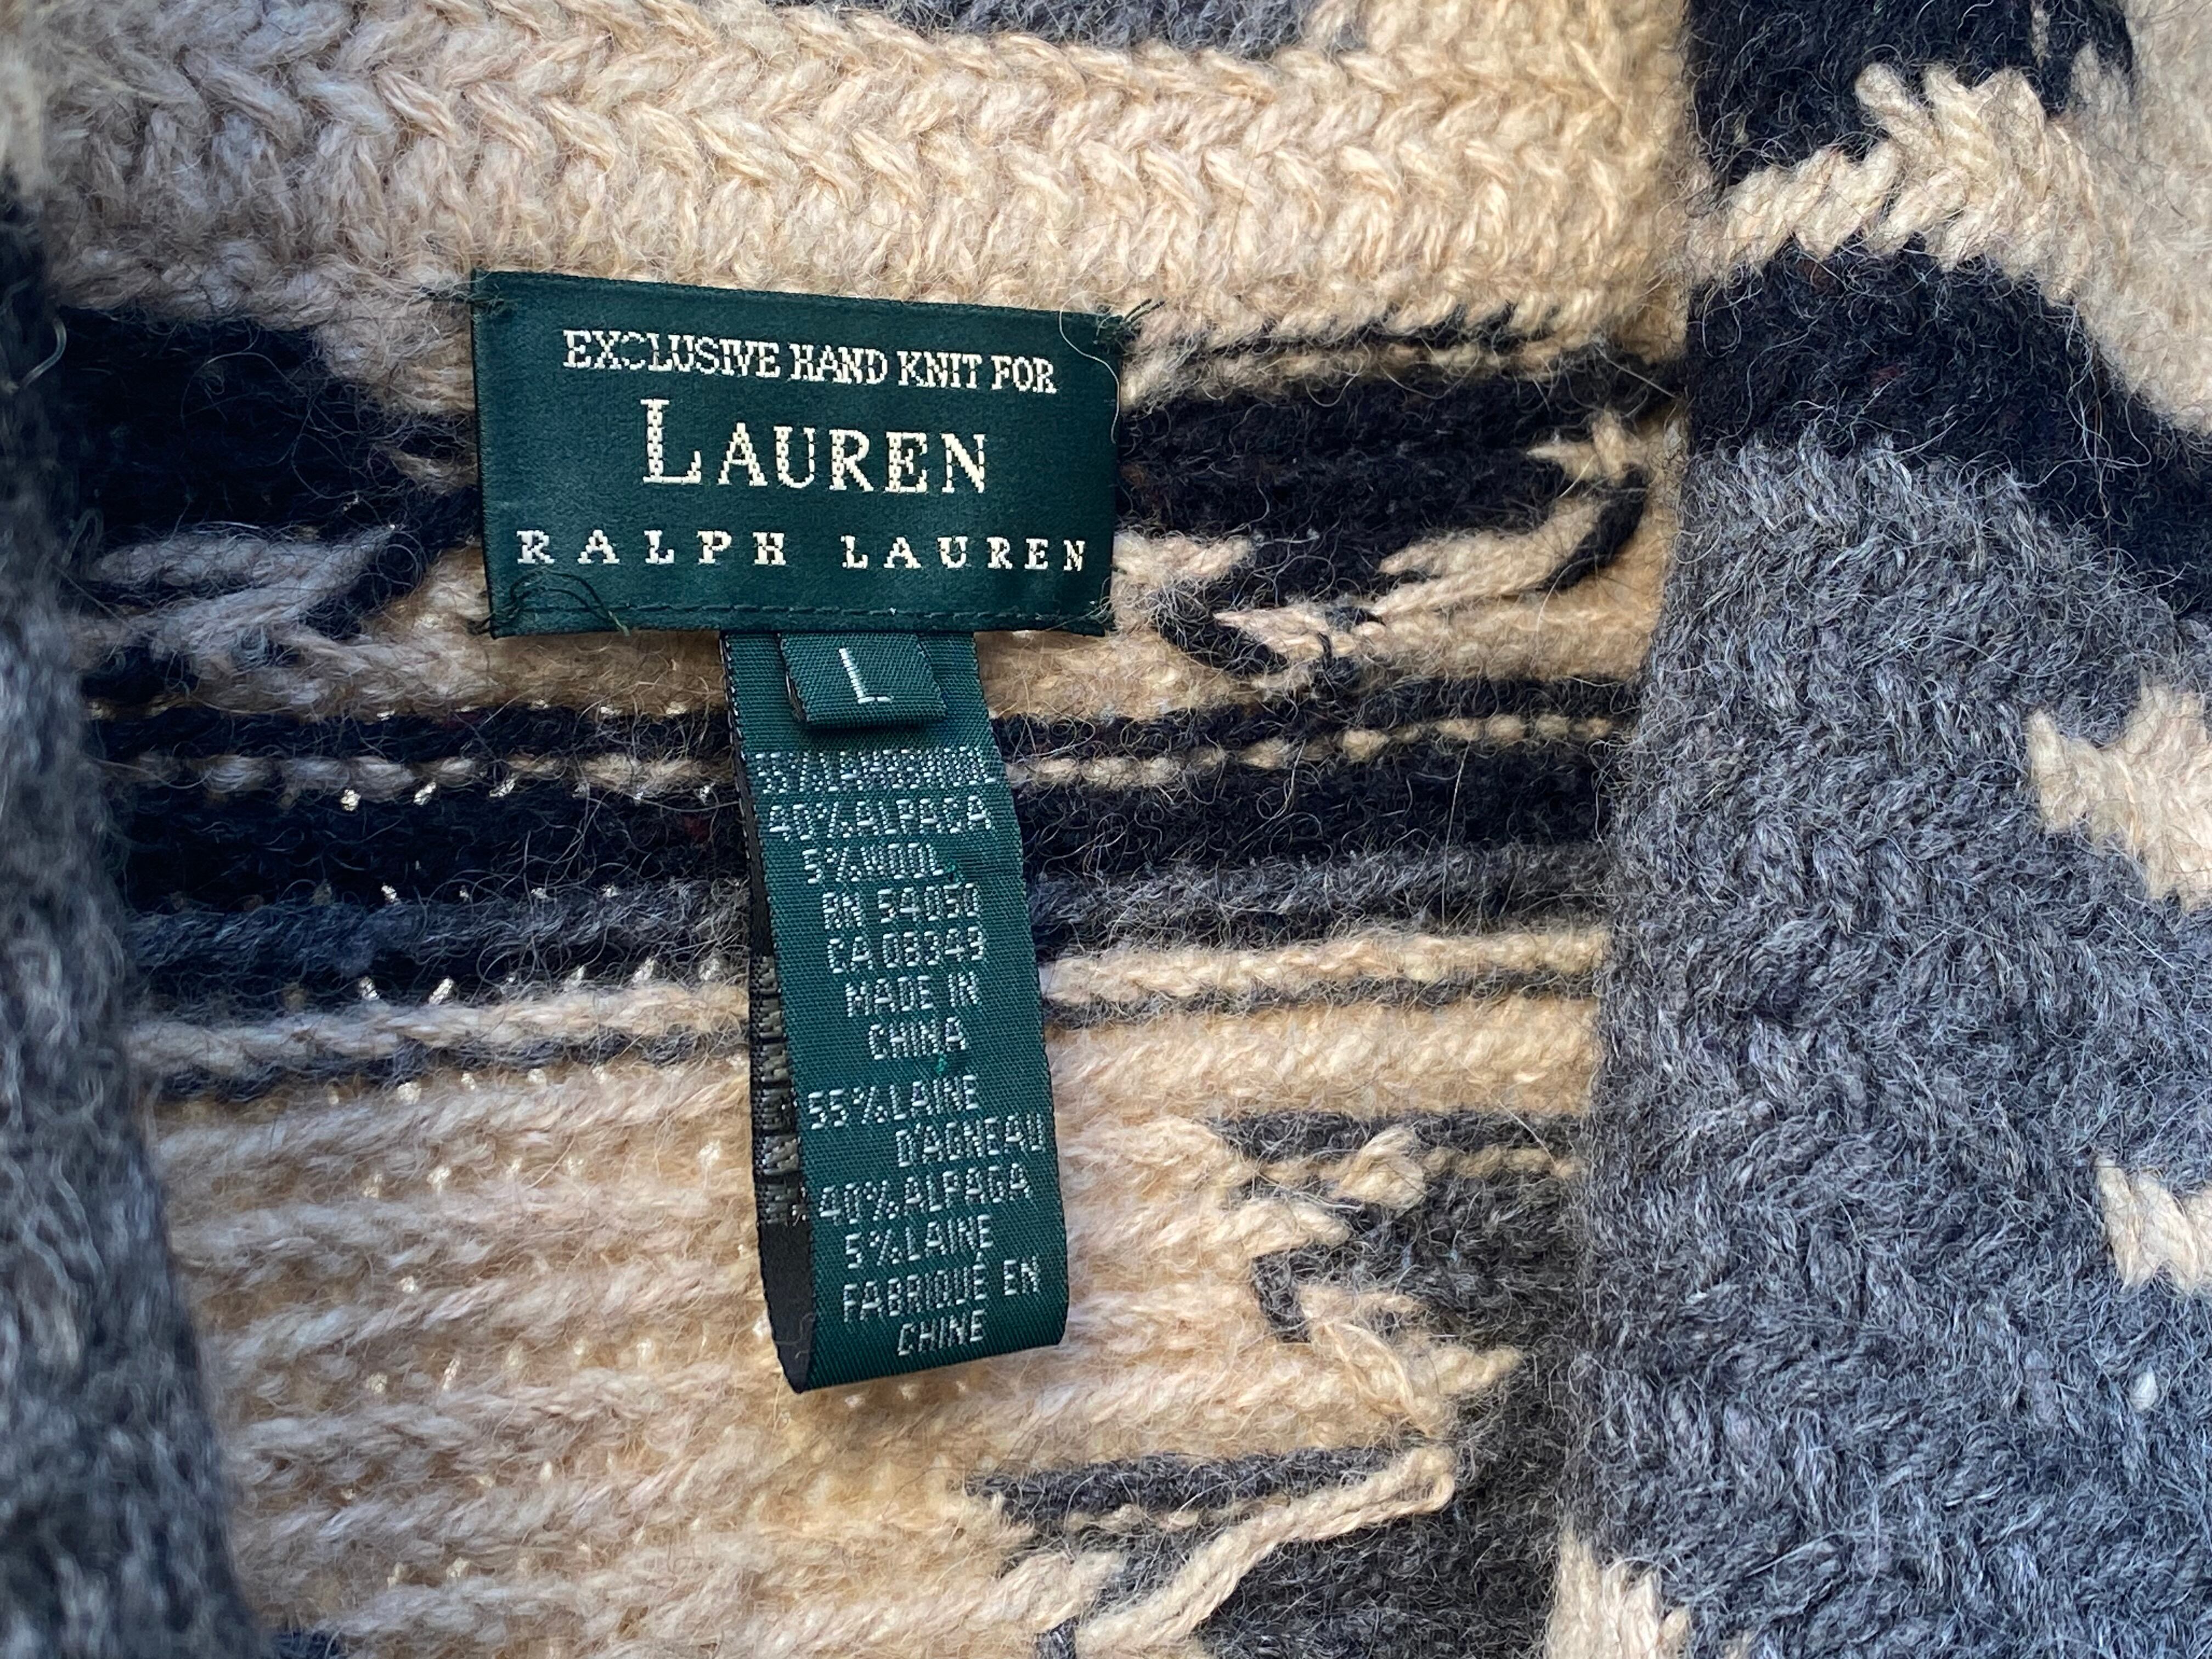 EXCLUSIVE HAND KNIT FOR
LAUREN
RALPH LAUREN
L
55%LAMBSWOOL
40%ALPACA
5%WOOL
RN 54050
CA 08349
MADE IN
CHINA
55%LAINE
D'AGNEAU
40%ALPAGA
5%LAINE
FABRIQUÉ EN
CHINE